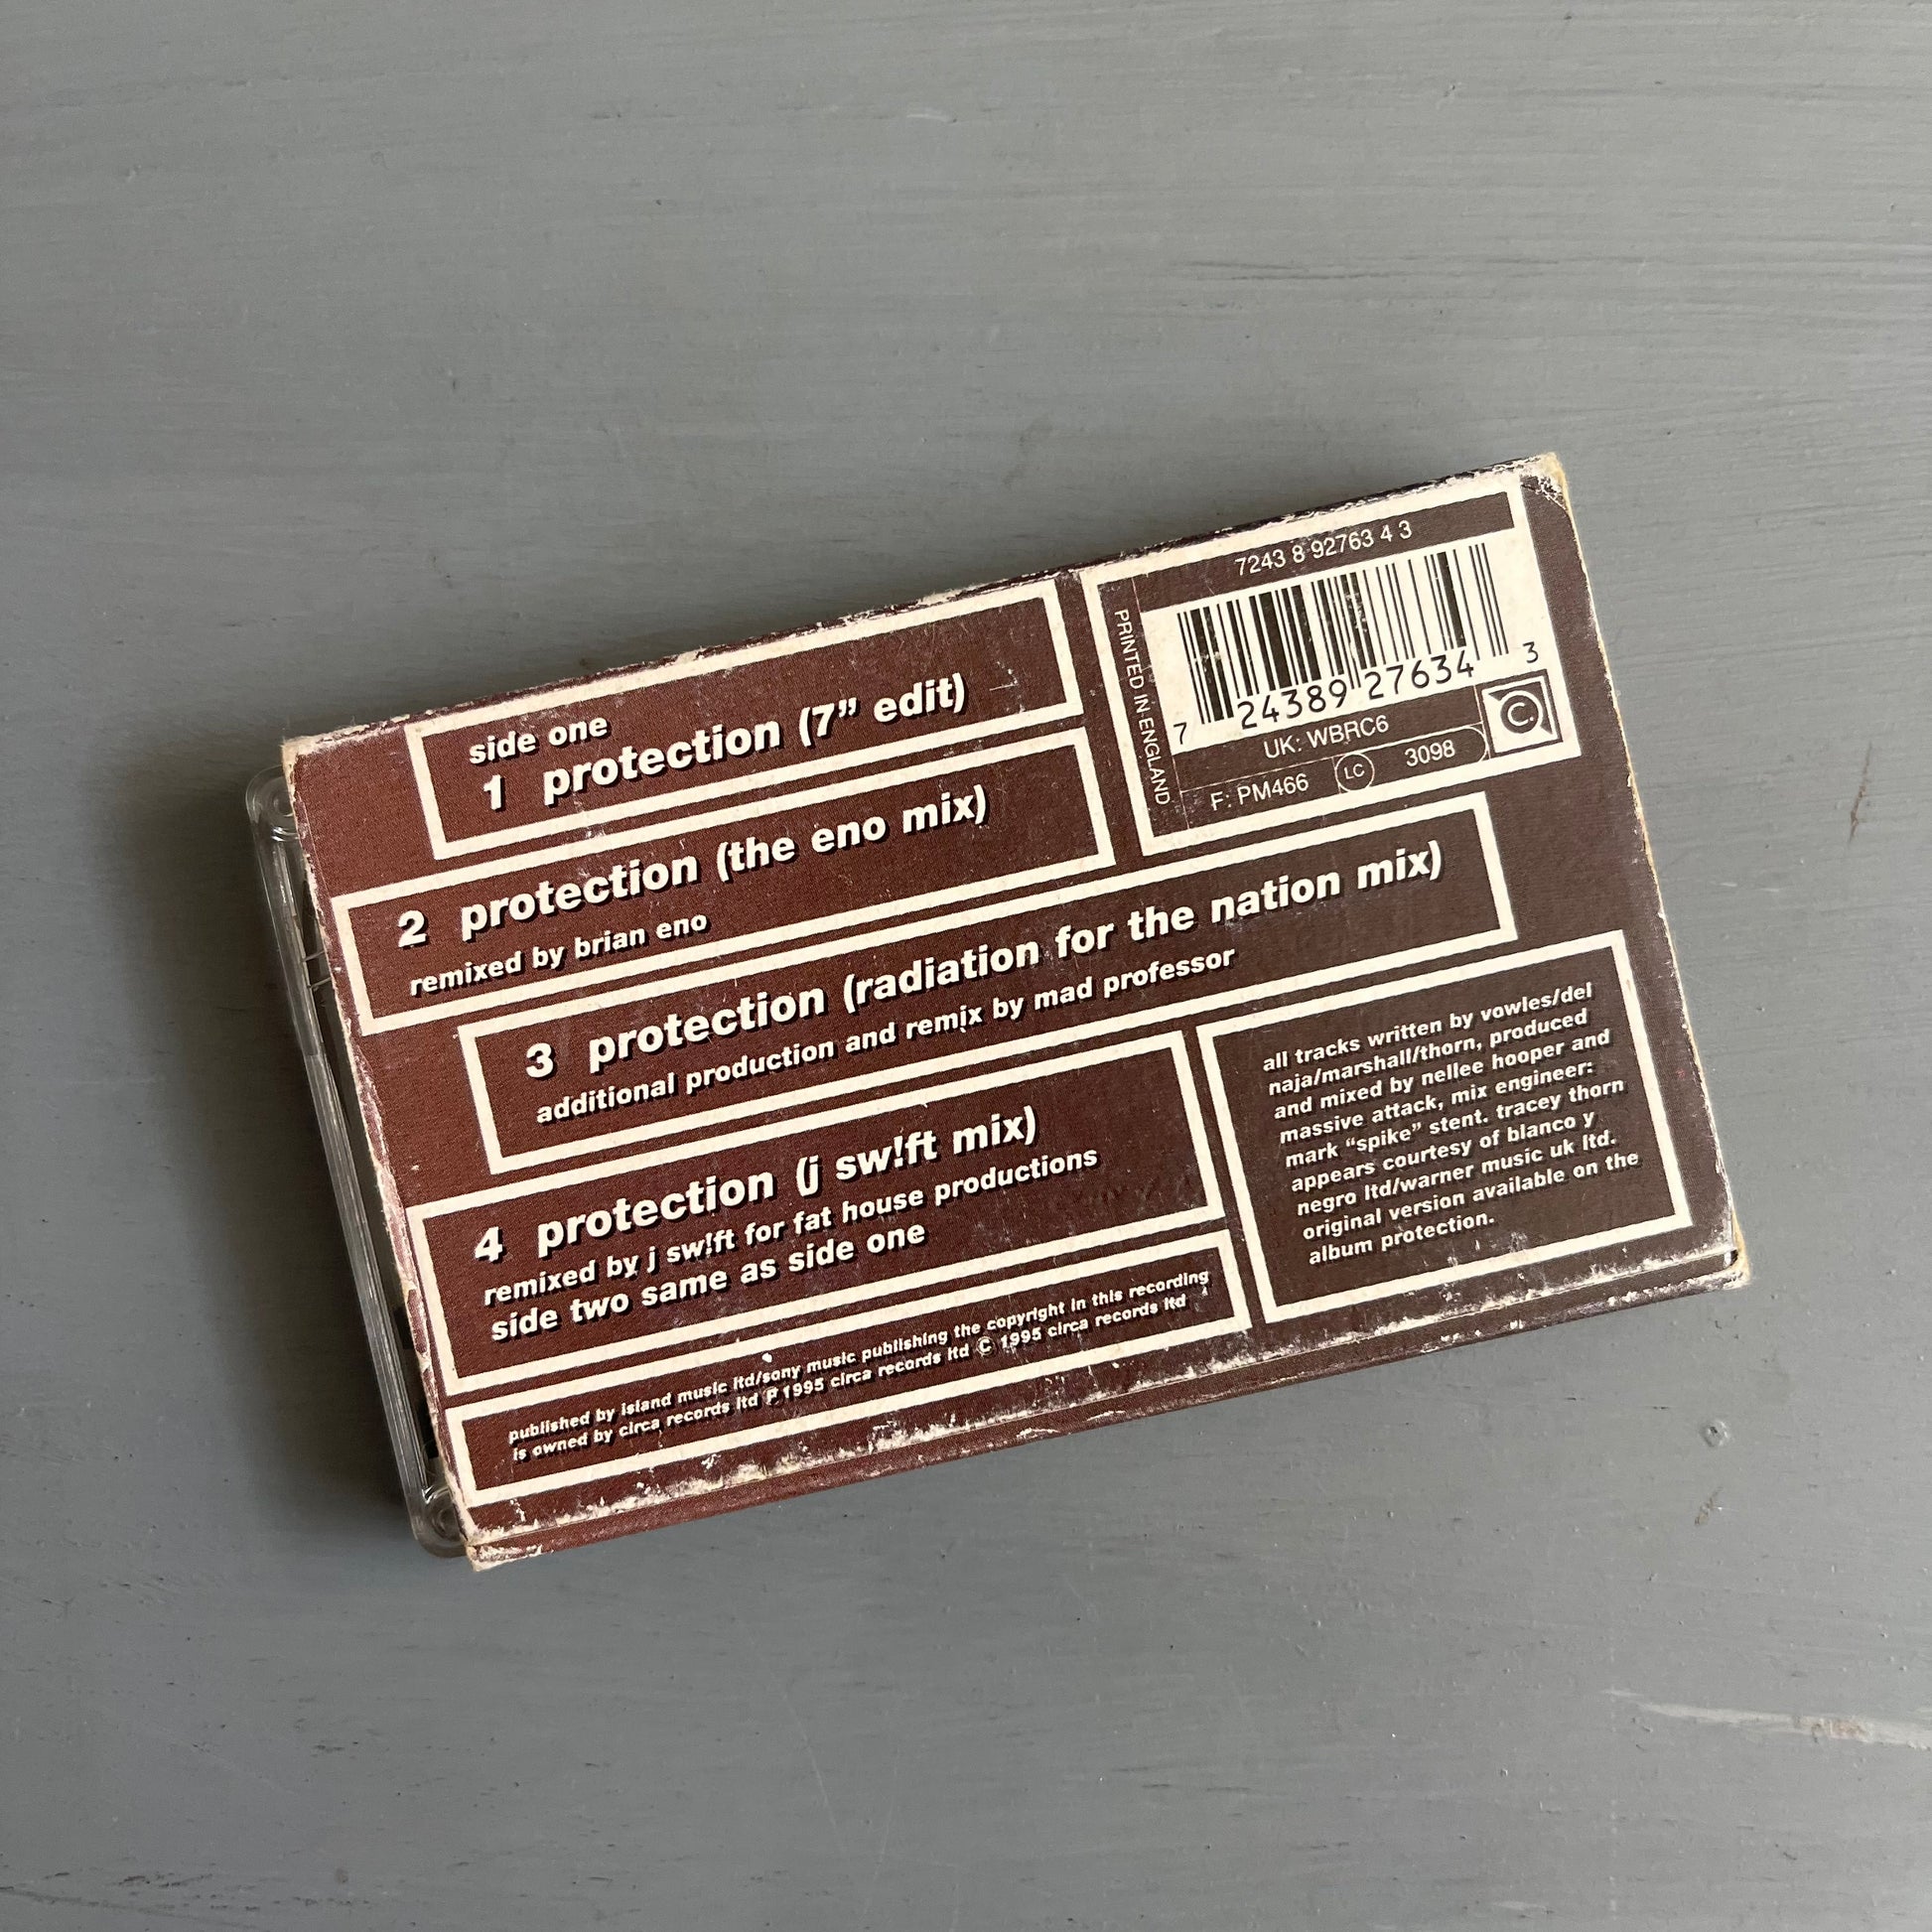 side one
1 protection (7” edit)
2 protection (the eno mix)
remixed by brian eno
3 protection (radiation for the nation mix)
additional production and remix by mad professor
4 protection (j sw!ft mix)
remixed by j sw!ft for fat house productions
side two same as side one
published by island music ltd/sony music publishing the copyright in this recording
is owned by circa records ltd ℗ 1995 circa records ltd © 1995 circa records ltd
7243 8 92763 4 3
PRINTED IN ENGLAND
7 24389 27634 3
UK: WBRC6
F: PM466 LC 3098
C.
all tracks written by vowles/del
naja/marshall/thorn, produced
and mixed by nellee hooper and
massive attack, mix engineer:
mark “spike” stent. tracey thorn
appears courtesy of blanco y
negro ltd/warner music uk ltd.
original version available on the
album protection.